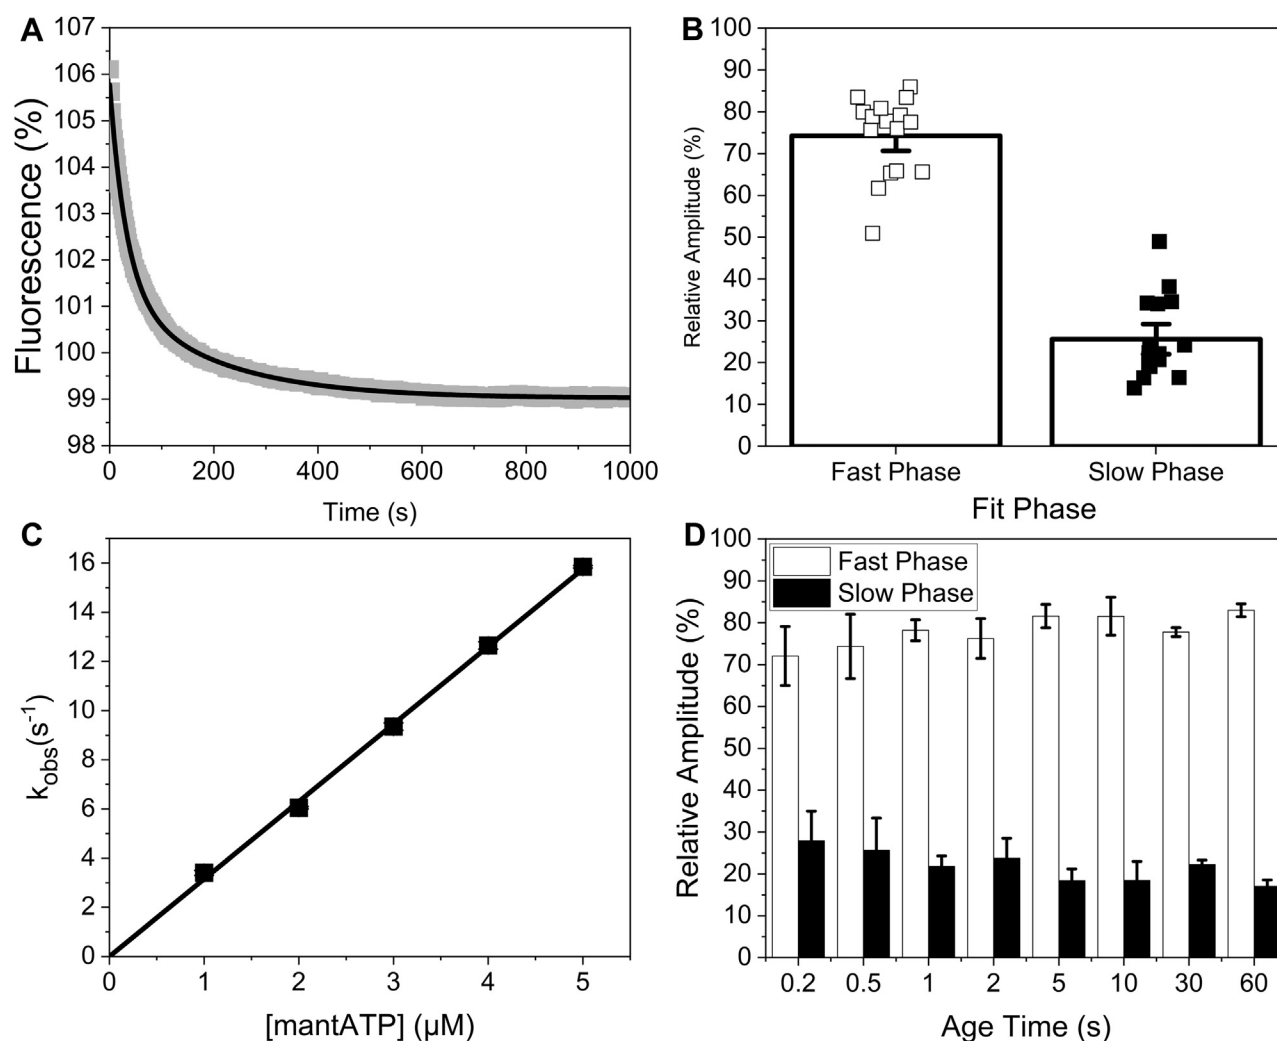 A
Fluorescence (%)
107
106
105
104
103
102
101
100
99
98
0 200 400 600 800 1000
Time (s)
B
Relative Amplitude (%)
100
90
80
70
60
50
40
30
20
10
0
Fast Phase Slow Phase
Fit Phase
C
kobs(s-1)
16
14
12
10
8
6
4
2
0
0 1 2 3 4 5
[mantATP] (µM)
D
Relative Amplitude (%)
100
90
80
70
60
50
40
30
20
10
0
Fast Phase
Slow Phase
0.2 0.5 1 2 5 10 30 60
Age Time (s)